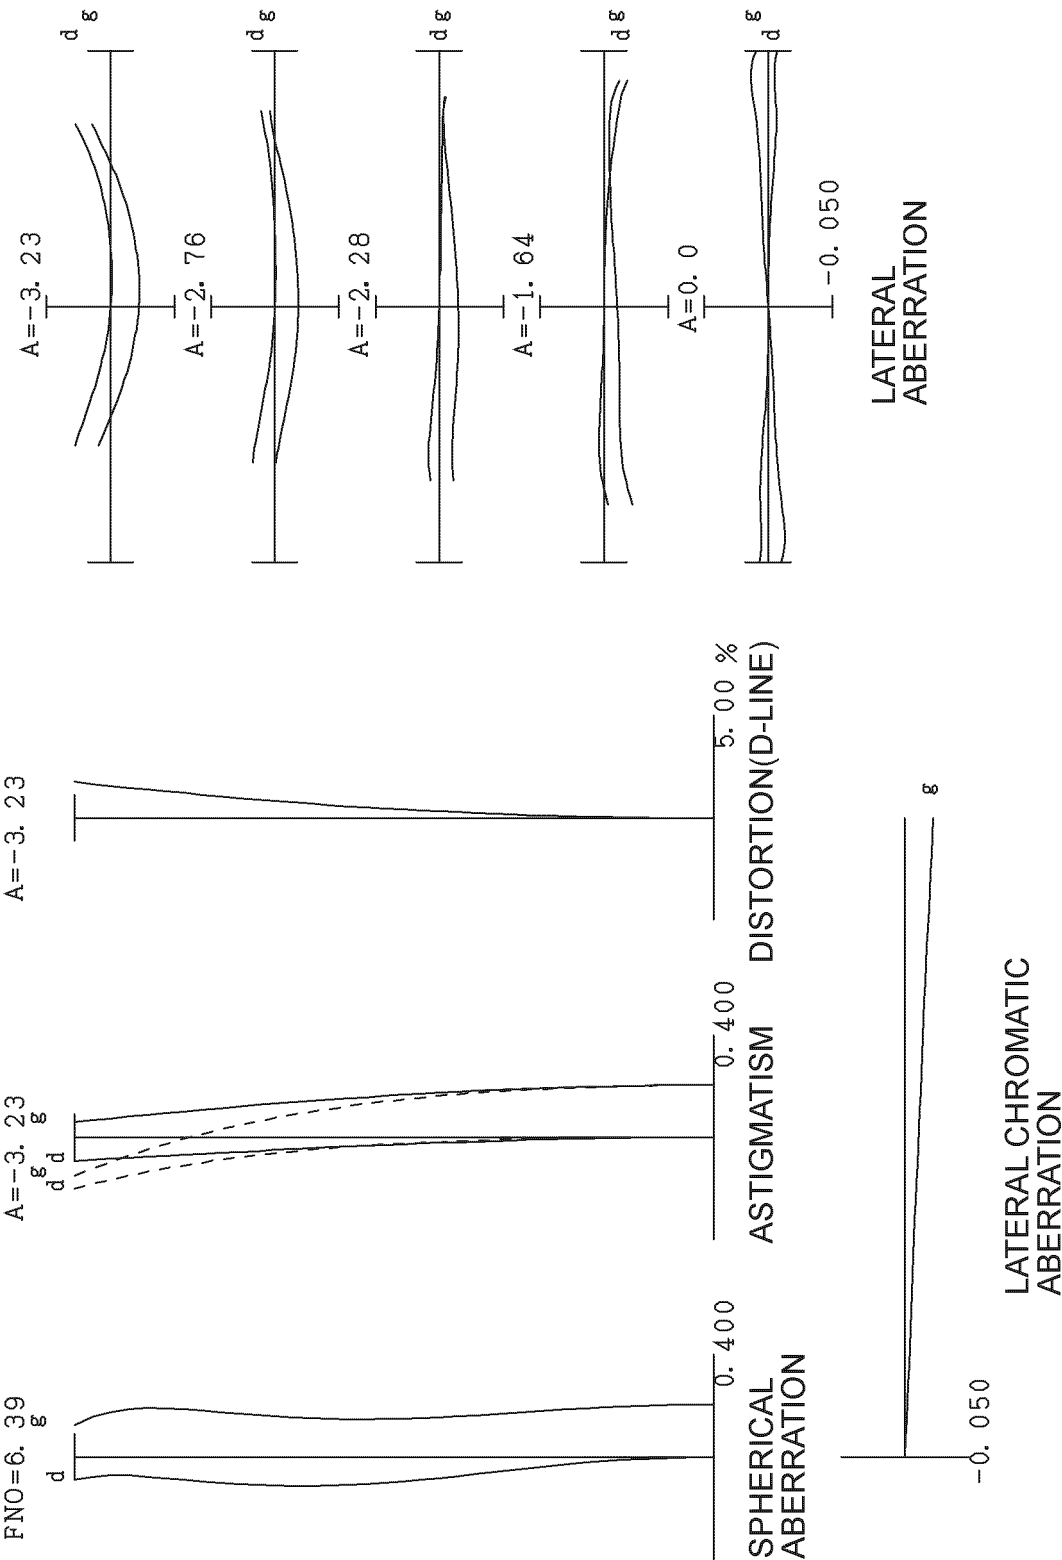 FNO=6. 39
d
g
0. 400
SPHERICAL
ABERRATION
A=-3. 23
d
g
d
g
0. 400
ASTIGMATISM
A=-3. 23
5. 00 %
DISTORTION(D-LINE)
A=-3. 23
d
g
A=-2. 76
d
g
A=-2. 28
d
g
A=-1. 64
d
g
A=0. 0
g
d
-0. 050
LATERAL
ABERRATION
g
-0. 050
LATERAL CHROMATIC
ABERRATION